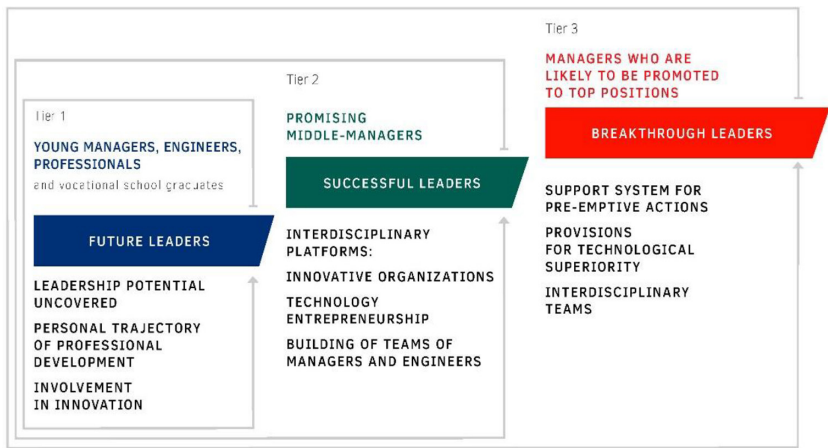 Tier 1
YOUNG MANAGERS, ENGINEERS,
PROFESSIONALS
and vocational school graduates
FUTURE LEADERS
LEADERSHIP POTENTIAL
UNCOVERED
PERSONAL TRAJECTORY
OF PROFESSIONAL
DEVELOPMENT
INVOLVEMENT
IN INNOVATION
Tier 2
PROMISING
MIDDLE-MANAGERS
SUCCESSFUL LEADERS
INTERDISCIPLINARY
PLATFORMS:
INNOVATIVE ORGANIZATIONS
TECHNOLOGY
ENTREPRENEURSHIP
BUILDING OF TEAMS OF
MANAGERS AND ENGINEERS
Tier 3
MANAGERS WHO ARE
LIKELY TO BE PROMOTED
TO TOP POSITIONS
BREAKTHROUGH LEADERS
SUPPORT SYSTEM FOR
PRE-EMPTIVE ACTIONS
PROVISIONS
FOR TECHNOLOGICAL
SUPERIORITY
INTERDISCIPLINARY
TEAMS